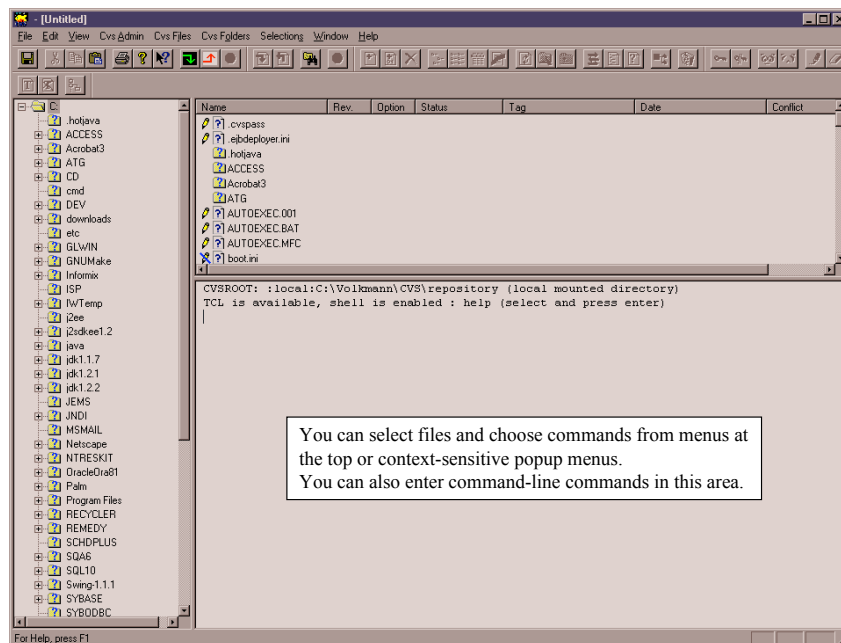 - [Untitled]
File Edit View Cvs Admin Cvs Files Cvs Folders Selections Window Help
C:
.hotjava
ACCESS
Acrobat3
ATG
CD
cmd
DEV
downloads
etc
GLWIN
GNUMake
Informix
ISP
IWTemp
j2ee
j2sdkee1.2
java
jdk1.1.7
jdk1.2.1
jdk1.2.2
JEMS
JNDI
MSMAIL
Netscape
NTRESKIT
OracleOra81
Palm
Program Files
RECYCLER
REMEDY
SCHDPLUS
SQA6
SQL10
Swing-1.1.1
SYBASE
SYBODBC
Name Rev. Option Status Tag Date Conflict
.cvspass
.ejbdeployer.ini
.hotjava
ACCESS
Acrobat3
ATG
AUTOEXEC.001
AUTOEXEC.BAT
AUTOEXEC.MFC
boot.ini
CVSROOT: :local:C:\Volkmann\CVS\repository (local mounted directory)
TCL is available, shell is enabled : help (select and press enter)
You can select files and choose commands from menus at
the top or context-sensitive popup menus.
You can also enter command-line commands in this area.
For Help, press F1